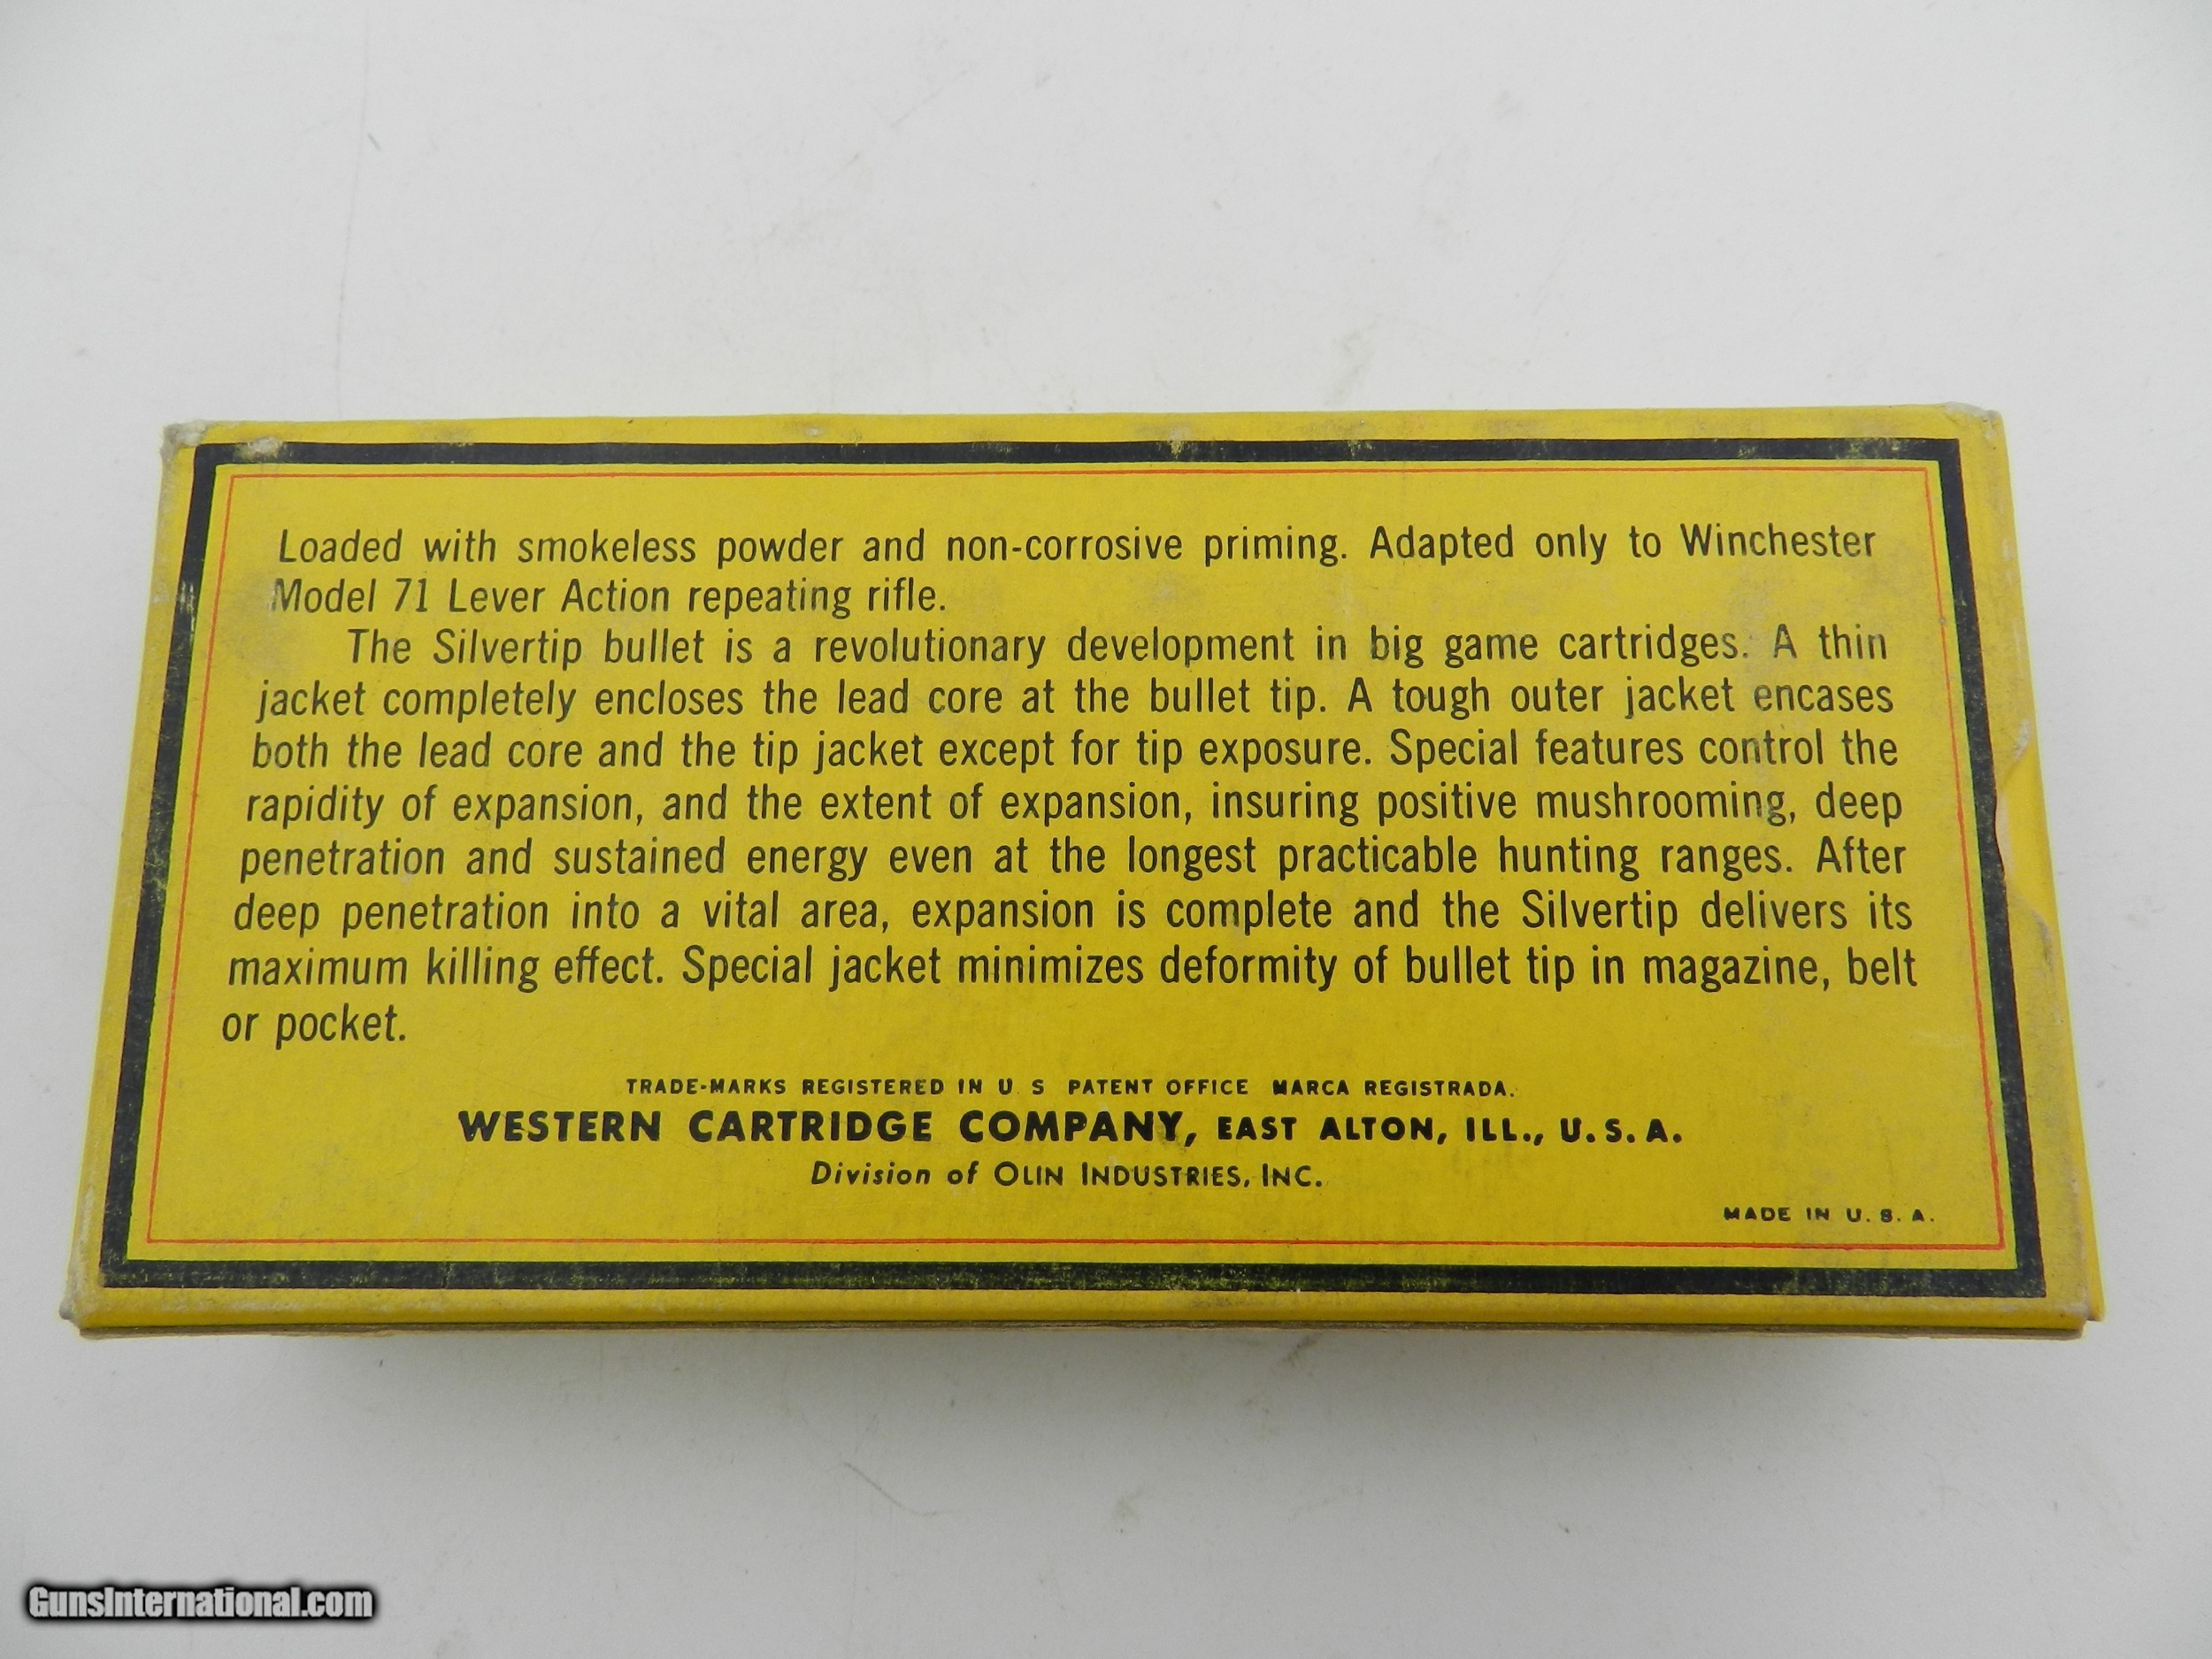 Loaded with smokeless powder and non-corrosive priming. Adapted only to Winchester
Model 71 Lever Action repeating rifle.
The Silvertip bullet is a revolutionary development in big game cartridges. A thin
jacket completely encloses the lead core at the bullet tip. A tough outer jacket encases
both the lead core and the tip jacket except for tip exposure. Special features control the
rapidity of expansion, and the extent of expansion, insuring positive mushrooming, deep
penetration and sustained energy even at the longest practicable hunting ranges. After
deep penetration into a vital area, expansion is complete and the Silvertip delivers its
maximum killing effect. Special jacket minimizes deformity of bullet tip in magazine, belt
or pocket.
TRADE-MARKS REGISTERED IN U S PATENT OFFICE MARCA REGISTRADA.
WESTERN CARTRIDGE COMPANY, EAST ALTON, ILL., U.S.A.
Division of OLIN INDUSTRIES, INC.
MADE IN U.S.A.
GunsInternational.com